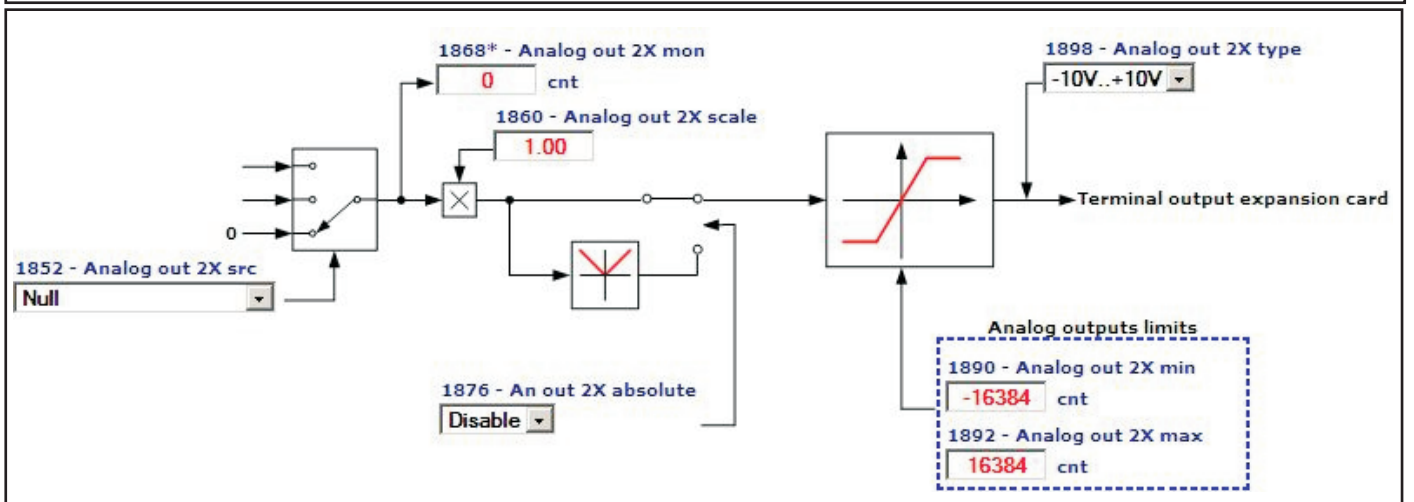 1868* - Analog out 2X mon
0 cnt
1898 - Analog out 2X type
-10V..+10V
1860 - Analog out 2X scale
1.00
Terminal output expansion card
0
1852 - Analog out 2X src
Null
Analog outputs limits
1890 - Analog out 2X min
-16384 cnt
1876 - An out 2X absolute
Disable
1892 - Analog out 2X max
16384 cnt